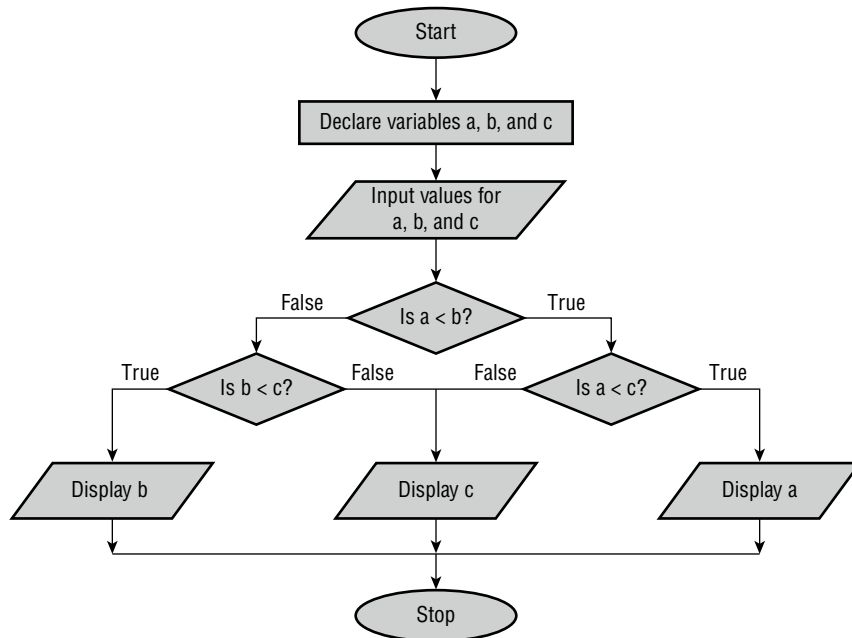 Start
Declare variables a, b, and c
Input values for
a, b, and c
False
Is a < b?
True
True
Is b < c?
False
False
Is a < c?
True
Display b
Display c
Display a
Stop